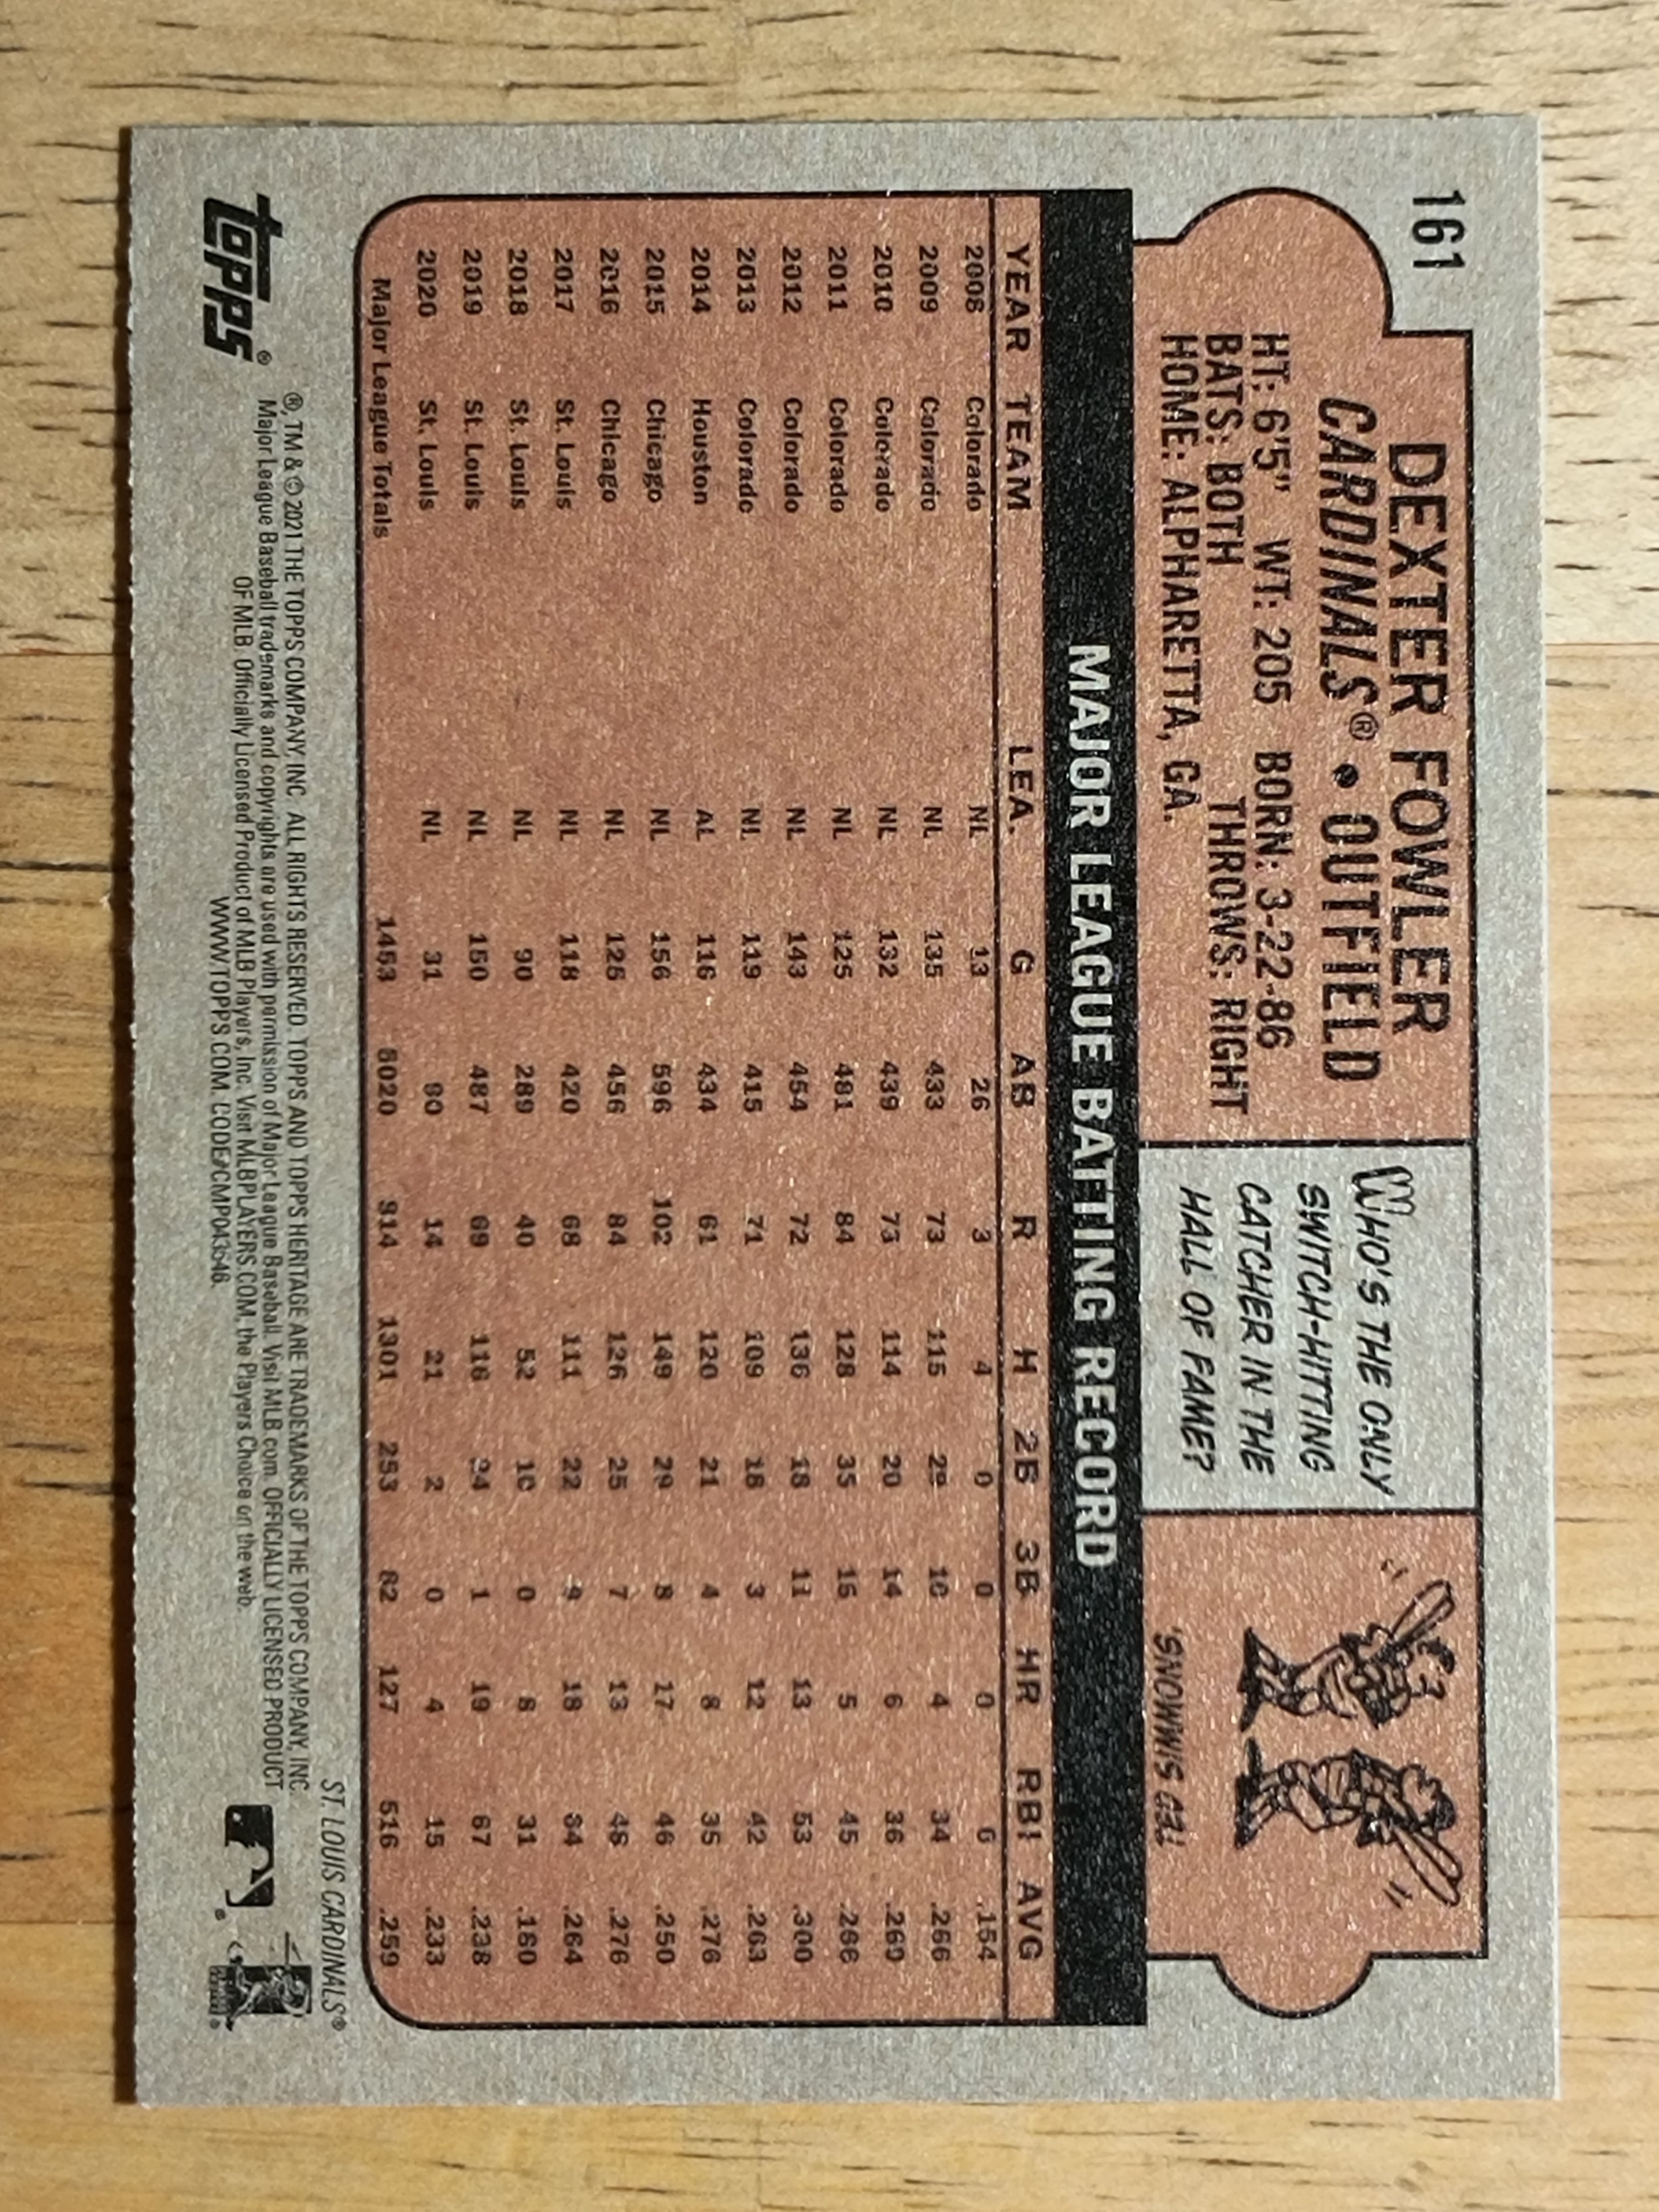 161
DEXTER FOWLER
CARDINALS® • OUTFIELD
HT: 6'5" WT: 205 BORN: 3-22-86
BATS: BOTH THROWS: RIGHT
HOME: ALPHARETTA, GA.
WHO'S THE ONLY
SWITCH-HITTING
CATCHER IN THE
HALL OF FAME?
TED SIMMONS.
MAJOR LEAGUE BATTING RECORD
YEAR TEAM LEA. G AB R H 2B 3B HR RBI AVG
2008 Colorado NL 13 26 3 4 0 0 0 0 .154
2009 Colorado NL 135 433 73 115 29 10 4 34 .266
2010 Colorado NL 132 439 73 114 20 14 6 36 .260
2011 Colorado NL 125 481 84 128 35 15 5 45 .266
2012 Colorado NL 143 454 72 136 18 11 13 53 .300
2013 Colorado NL 119 415 71 109 18 3 12 42 .263
2014 Houston AL 116 434 61 120 21 4 8 35 .276
2015 Chicago NL 156 596 102 149 29 8 17 46 .250
2016 Chicago NL 125 456 84 126 25 7 13 48 .276
2017 St. Louis NL 118 420 68 111 22 9 18 64 .264
2018 St. Louis NL 90 289 40 52 10 0 8 31 .180
2019 St. Louis NL 150 487 69 116 24 1 19 67 .238
2020 St. Louis NL 31 90 14 21 2 0 4 15 .233
Major League Totals 1453 5020 814 1301 253 82 127 516 .259
ST. LOUIS CARDINALS®
topps®
®, TM & © 2021 THE TOPPS COMPANY, INC. ALL RIGHTS RESERVED. TOPPS AND TOPPS HERITAGE ARE TRADEMARKS OF THE TOPPS COMPANY, INC.
Major League Baseball trademarks and copyrights are used with permission of Major League Baseball. Visit MLB.com. OFFICIALLY LICENSED PRODUCT
OF MLB Officially Licensed Product of MLB Players, Inc. Visit MLBPLAYERS.COM, the Players Choice on the web.
WWW.TOPPS.COM. CODE#CMP043546.